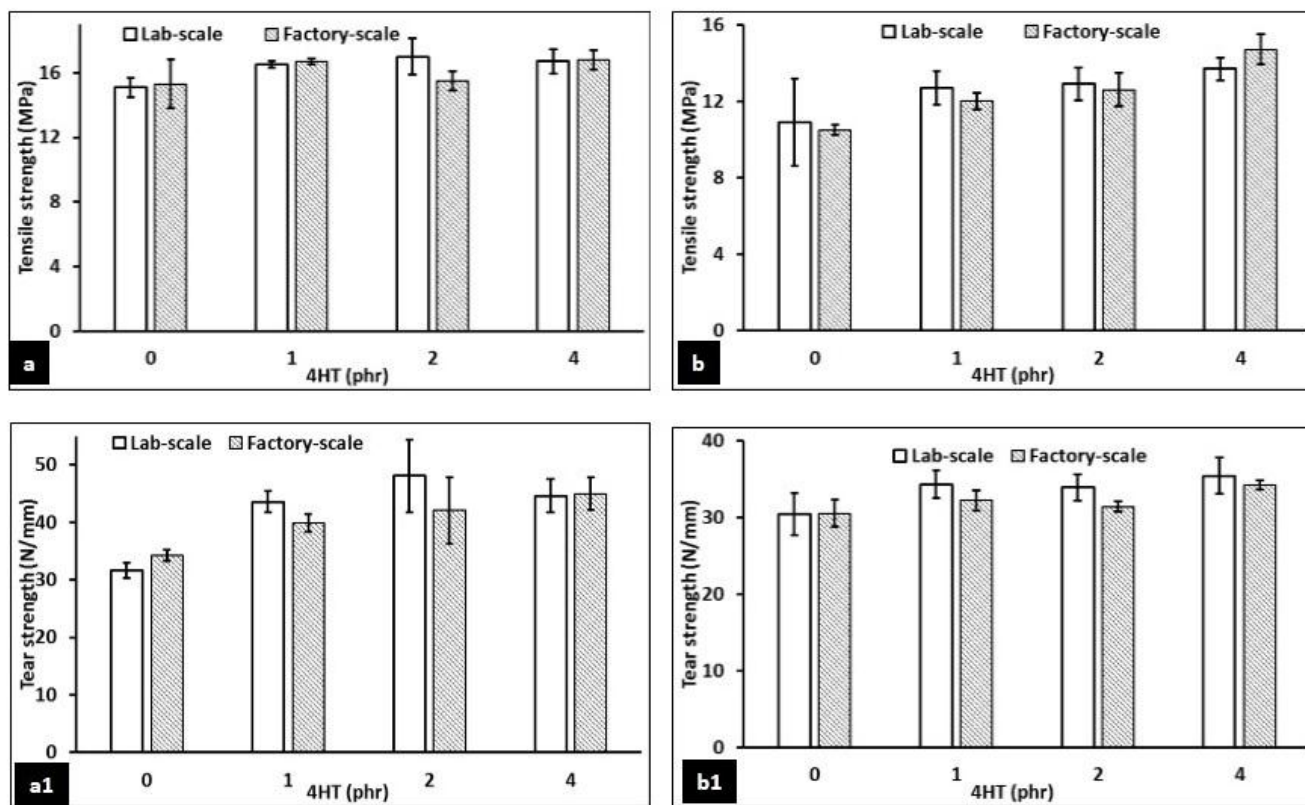 Lab-scale Factory-scale
Tensile strength (MPa)
16
12
8
4
0
0 1 2 4
4HT (phr)
a
Lab-scale Factory-scale
Tensile strength (MPa)
16
12
8
4
0
0 1 2 4
4HT (phr)
b
Lab-scale Factory-scale
Tear strength (N/mm)
50
40
30
20
10
0
0 1 2 4
4HT (phr)
a1
Lab-scale Factory-scale
Tear strength (N/mm)
40
30
20
10
0
0 1 2 4
4HT (phr)
b1